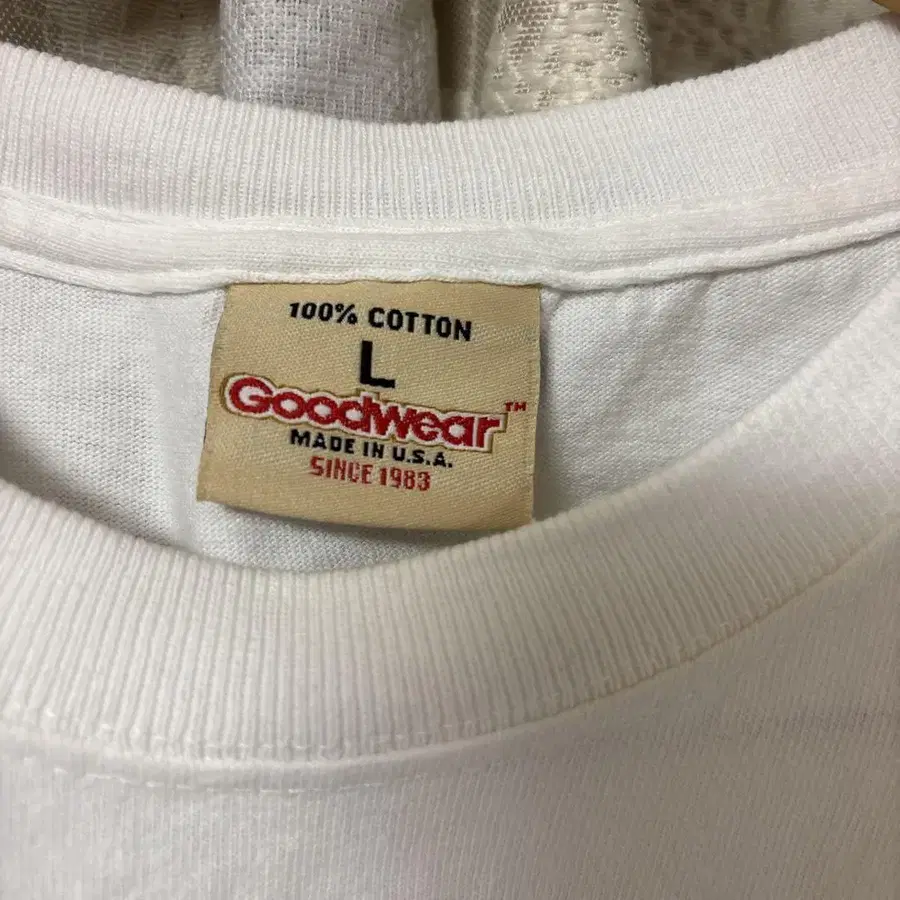 100% COTTON
L
GoodWear™
MADE IN U.S.A.
SINCE 1983